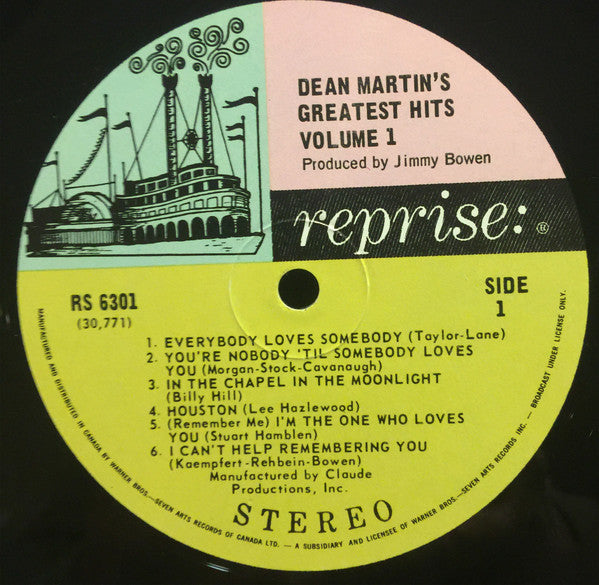 DEAN MARTIN'S
GREATEST HITS
VOLUME 1
Produced by Jimmy Bowen
reprise: ®
RS 6301
(30,771)
SIDE
1
1. EVERYBODY LOVES SOMEBODY (Taylor-Lane)
2. YOU'RE NOBODY 'TIL SOMEBODY LOVES
YOU (Morgan-Stock-Cavanaugh)
3. IN THE CHAPEL IN THE MOONLIGHT
(Billy Hill)
4. HOUSTON (Lee Hazlewood)
5. (Remember Me) I'M THE ONE WHO LOVES
YOU (Stuart Hamblen)
6. I CAN'T HELP REMEMBERING YOU
(Kaempfert-Rehbein-Bowen)
Manufactured by Claude
Productions, Inc.
STEREO
MANUFACTURED AND DISTRIBUTED IN CANADA BY WARNER BROS.—SEVEN ARTS RECORDS OF CANADA LTD. — A SUBSIDIARY AND LICENSEE OF WARNER BROS.—SEVEN ARTS RECORDS INC. — BROADCAST UNDER LICENSE ONLY.